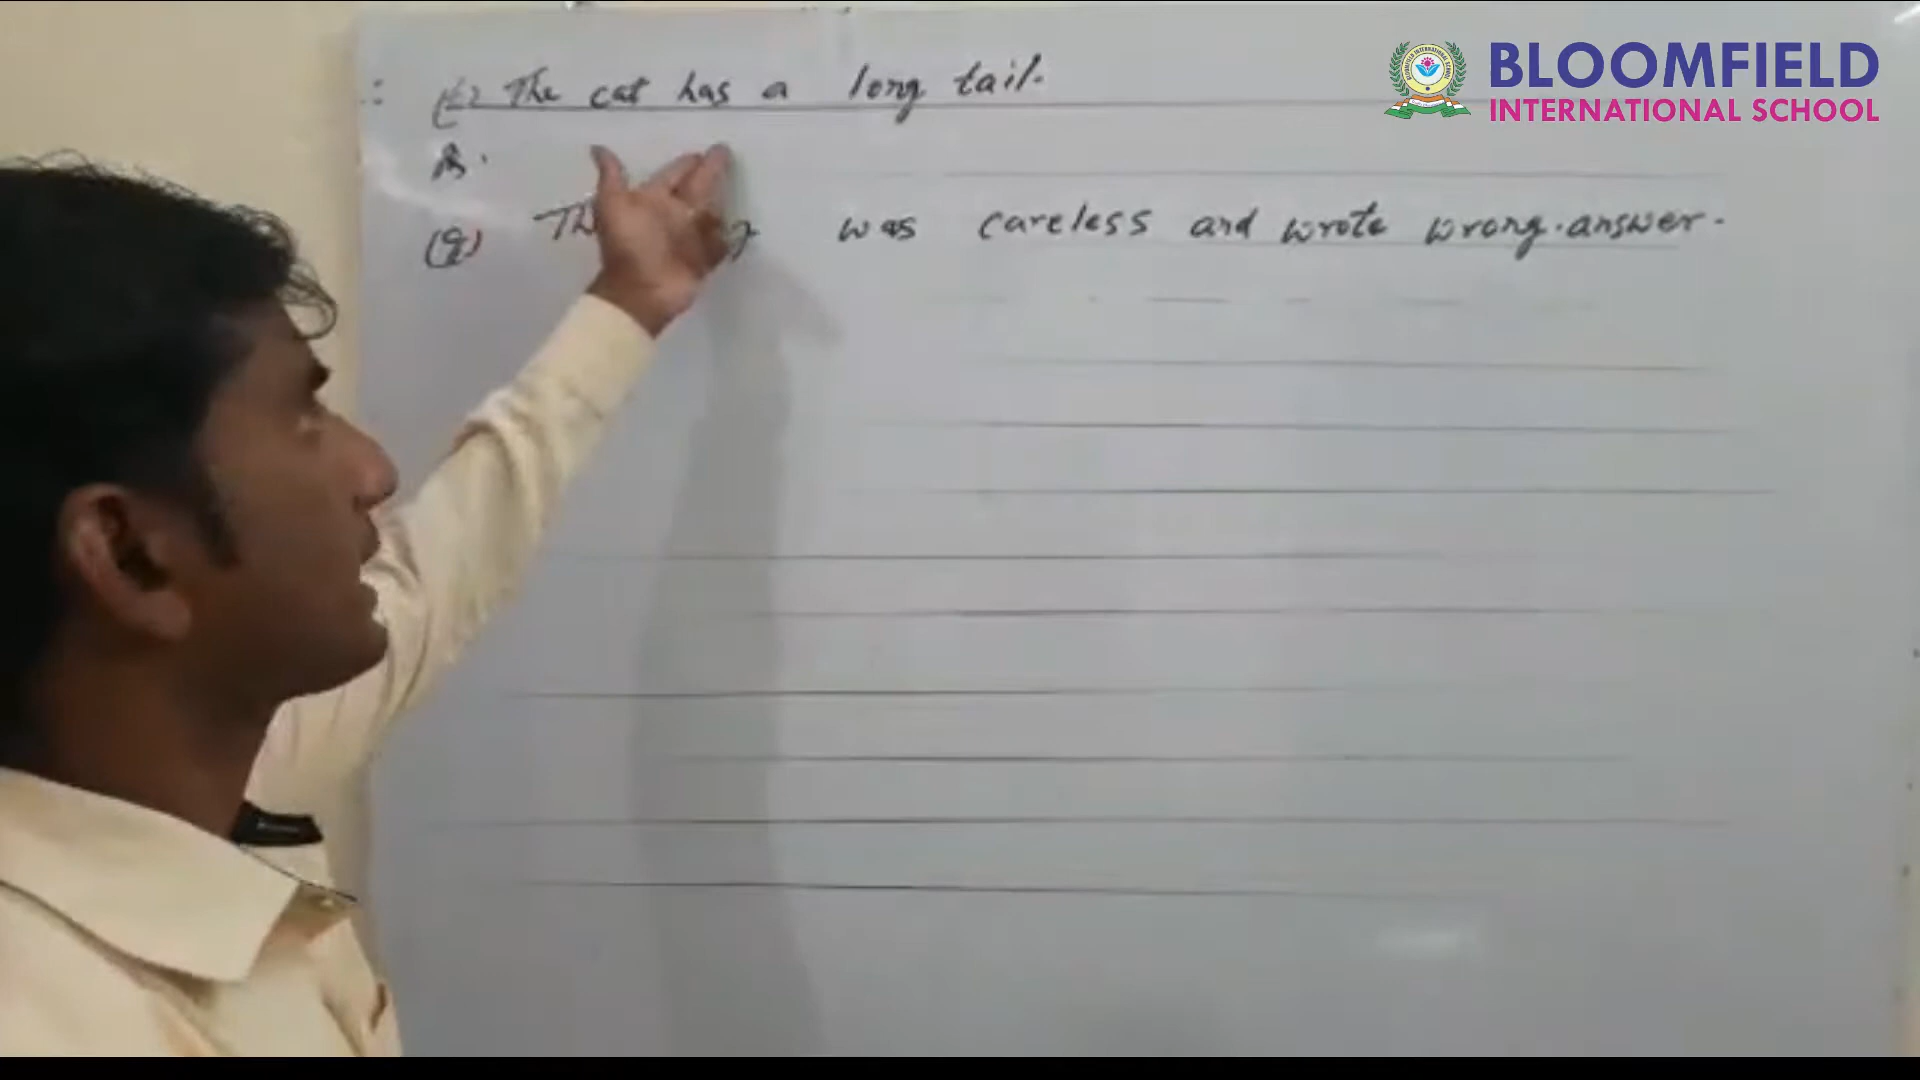 (f) The cat has a long tail.
A.
(g) was careless and wrote wrong.answer.
BLOOMFIELD
INTERNATIONAL SCHOOL